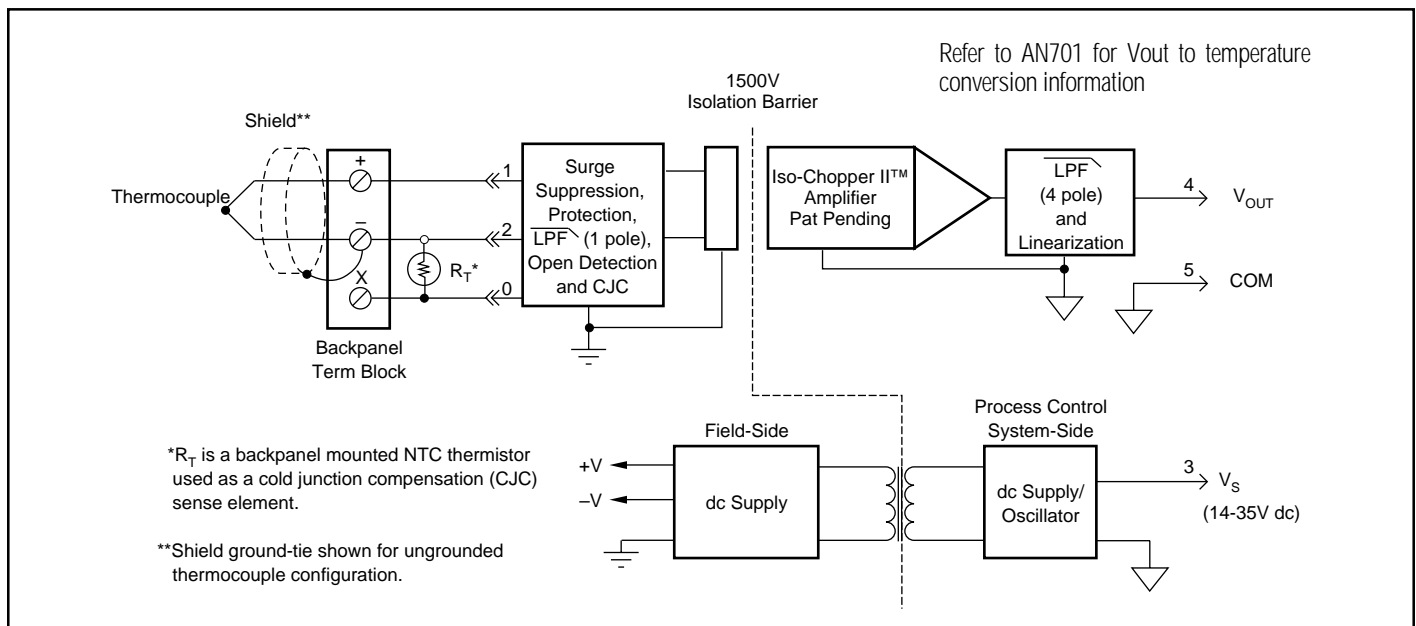 Refer to AN701 for Vout to temperature
conversion information
1500V
Isolation Barrier
Shield**
Thermocouple
+
–
X
1
2
0
R_T*
Backpanel
Term Block
Surge
Suppression,
Protection,
LPF (1 pole),
Open Detection
and CJC
Iso-Chopper II™
Amplifier
Pat Pending
LPF
(4 pole)
and
Linearization
4
V_OUT
5
COM
*R_T is a backpanel mounted NTC thermistor
used as a cold junction compensation (CJC)
sense element.
**Shield ground-tie shown for ungrounded
thermocouple configuration.
Field-Side
+V
–V
dc Supply
Process Control
System-Side
dc Supply/
Oscillator
3
V_S
(14-35V dc)